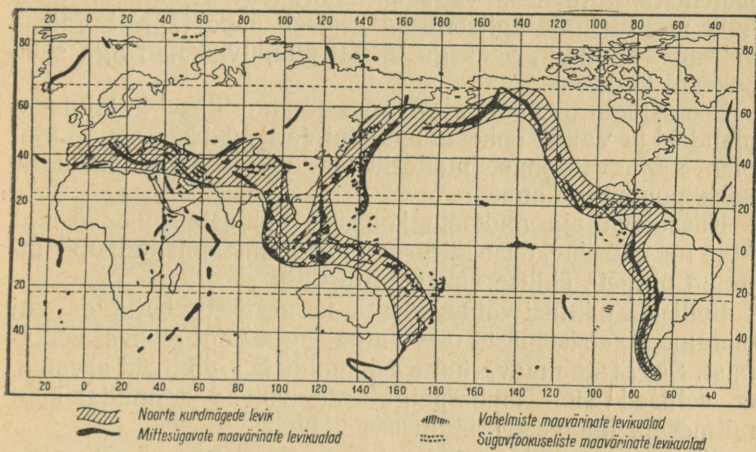 20 0 20 40 60 80 100 120 140 160 180 160 140 120 100 80 60 40 20
80 80
60 60
40 40
20 20
0 0
20 20
40 40
20 0 20 40 60 80 100 120 140 160 180 160 140 120 100 80 60 40
Noorte kurdmägede levik
Mittesügavate maavärinate levikualad
Vahelmiste maavärinate levikualad
Sügavfookuseliste maavärinate levikualad